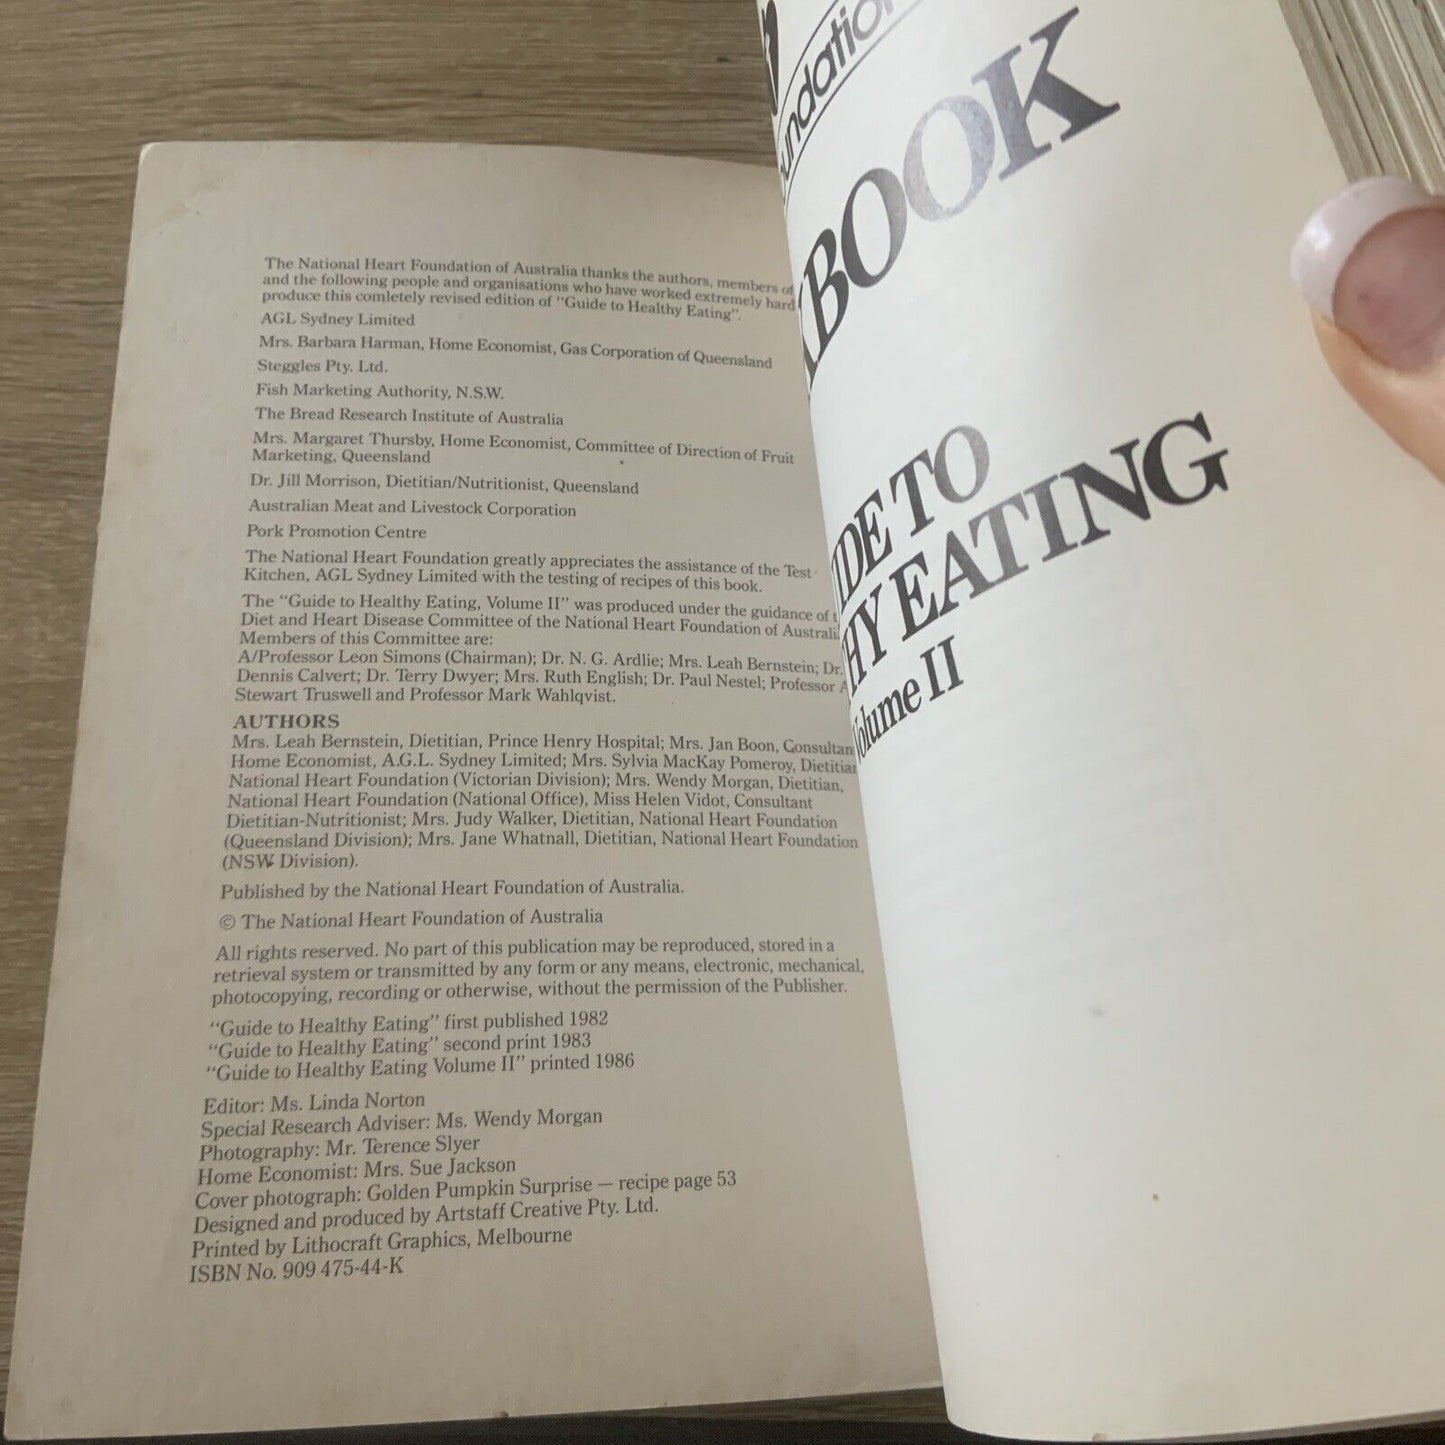 The National Heart Foundation of Australia thanks the authors, members of
and the following people and organisations who have worked extremely hard
produce this comletely revised edition of "Guide to Healthy Eating".
AGL Sydney Limited
Mrs. Barbara Harman, Home Economist, Gas Corporation of Queensland
Steggles Pty. Ltd.
Fish Marketing Authority, N.S.W.
The Bread Research Institute of Australia
Mrs. Margaret Thursby, Home Economist, Committee of Direction of Fruit
Marketing, Queensland
Dr. Jill Morrison, Dietitian/Nutritionist, Queensland
Australian Meat and Livestock Corporation
Pork Promotion Centre
The National Heart Foundation greatly appreciates the assistance of the Test
Kitchen, AGL Sydney Limited with the testing of recipes of this book.
The "Guide to Healthy Eating, Volume II" was produced under the guidance of t
Diet and Heart Disease Committee of the National Heart Foundation of Australi
Members of this Committee are:
A/Professor Leon Simons (Chairman); Dr. N. G. Ardlie; Mrs. Leah Bernstein; Dr.
Dennis Calvert; Dr. Terry Dwyer; Mrs. Ruth English; Dr. Paul Nestel; Professor A
Stewart Truswell and Professor Mark Wahlqvist.
AUTHORS
Mrs. Leah Bernstein, Dietitian, Prince Henry Hospital; Mrs. Jan Boon, Consultan
Home Economist, A.G.L. Sydney Limited; Mrs. Sylvia MacKay Pomeroy, Dietitian
National Heart Foundation (Victorian Division); Mrs. Wendy Morgan, Dietitian,
National Heart Foundation (National Office), Miss Helen Vidot, Consultant
Dietitian-Nutritionist; Mrs. Judy Walker, Dietitian, National Heart Foundation
(Queensland Division); Mrs. Jane Whatnall, Dietitian, National Heart Foundation
(NSW Division).
Published by the National Heart Foundation of Australia.
© The National Heart Foundation of Australia
All rights reserved. No part of this publication may be reproduced, stored in a
retrieval system or transmitted by any form or any means, electronic, mechanical,
photocopying, recording or otherwise, without the permission of the Publisher.
"Guide to Healthy Eating" first published 1982
"Guide to Healthy Eating" second print 1983
"Guide to Healthy Eating Volume II" printed 1986
Editor: Ms. Linda Norton
Special Research Adviser: Ms. Wendy Morgan
Photography: Mr. Terence Slyer
Home Economist: Mrs. Sue Jackson
Cover photograph: Golden Pumpkin Surprise — recipe page 53
Designed and produced by Artstaff Creative Pty. Ltd.
Printed by Lithocraft Graphics, Melbourne
ISBN No. 909 475-44-K
undation
BOOK
IDE TO
HY EATING
Volume II